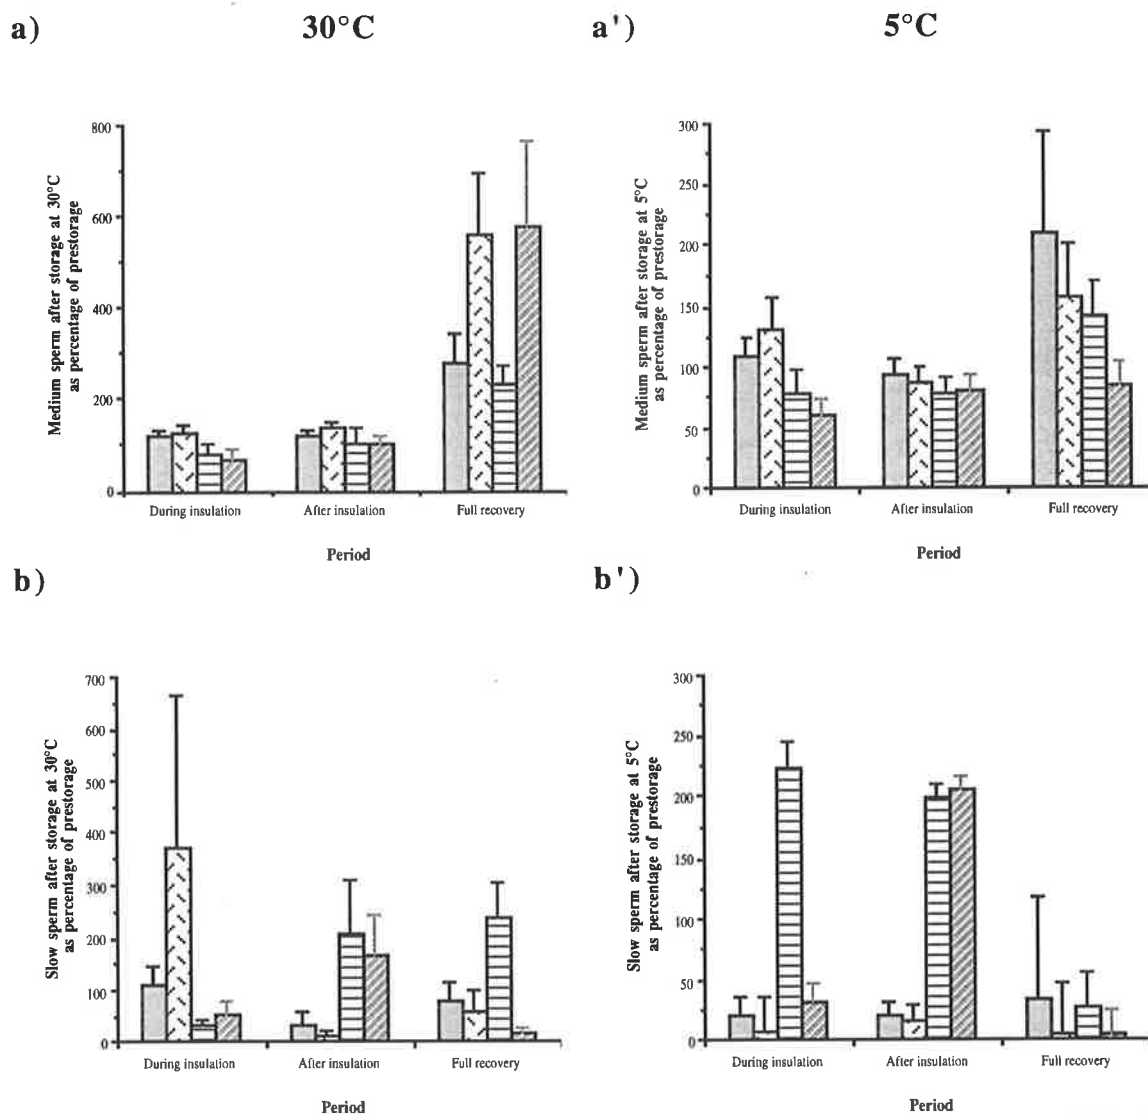 a)
30°C
a')
5°C
Medium sperm after storage at 30°C
as percentage of prestorage
800
600
400
200
0
During insulation
After insulation
Full recovery
Period
Medium sperm after storage at 5°C
as percentage of prestorage
300
250
200
150
100
50
0
During insulation
After insulation
Full recovery
Period
b)
b')
Slow sperm after storage at 30°C
as percentage of prestorage
700
600
500
400
300
200
100
0
During insulation
After insulation
Full recovery
Period
Slow sperm after storage at 5°C
as percentage of prestorage
300
250
200
150
100
50
0
During insulation
After insulation
Full recovery
Period